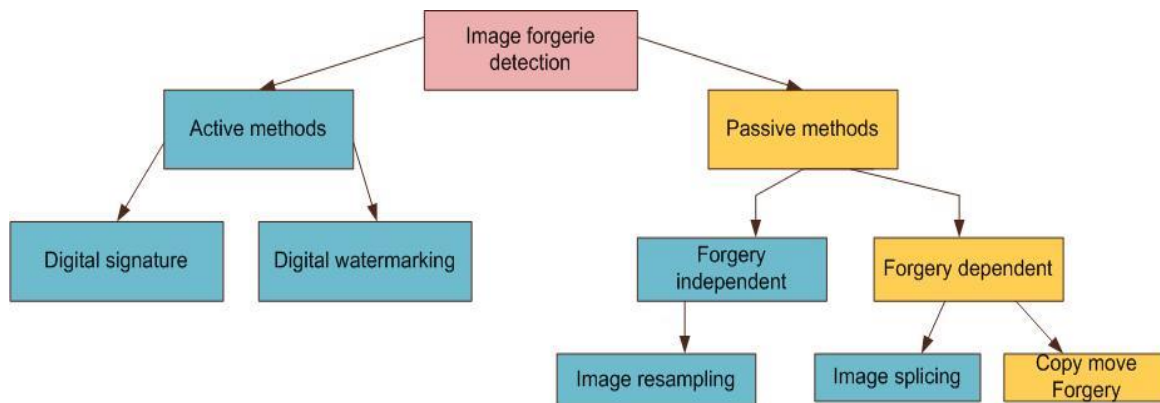 Image forgerie
detection
Active methods
Passive methods
Digital signature
Digital watermarking
Forgery
independent
Forgery dependent
Image resampling
Image splicing
Copy move
Forgery